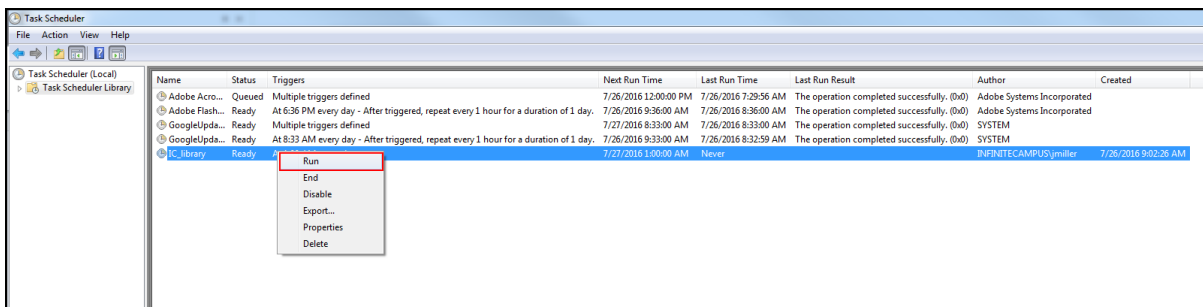 Task Scheduler
File Action View Help
Task Scheduler (Local)
Task Scheduler Library
Name Status Triggers Next Run Time Last Run Time Last Run Result Author Created
Adobe Acro... Queued Multiple triggers defined 7/26/2016 12:00:00 PM 7/26/2016 7:29:56 AM The operation completed successfully. (0x0) Adobe Systems Incorporated
Adobe Flash... Ready At 6:36 PM every day - After triggered, repeat every 1 hour for a duration of 1 day. 7/26/2016 9:36:00 AM 7/26/2016 8:36:00 AM The operation completed successfully. (0x0) Adobe Systems Incorporated
GoogleUpda... Ready Multiple triggers defined 7/27/2016 8:33:00 AM 7/26/2016 8:33:00 AM The operation completed successfully. (0x0) SYSTEM
GoogleUpda... Ready At 8:33 AM every day - After triggered, repeat every 1 hour for a duration of 1 day. 7/26/2016 9:33:00 AM 7/26/2016 8:32:59 AM The operation completed successfully. (0x0) SYSTEM
IC_library Ready 7/27/2016 1:00:00 AM Never INFINITECAMPUS\jmiller 7/26/2016 9:02:26 AM
Run
End
Disable
Export...
Properties
Delete